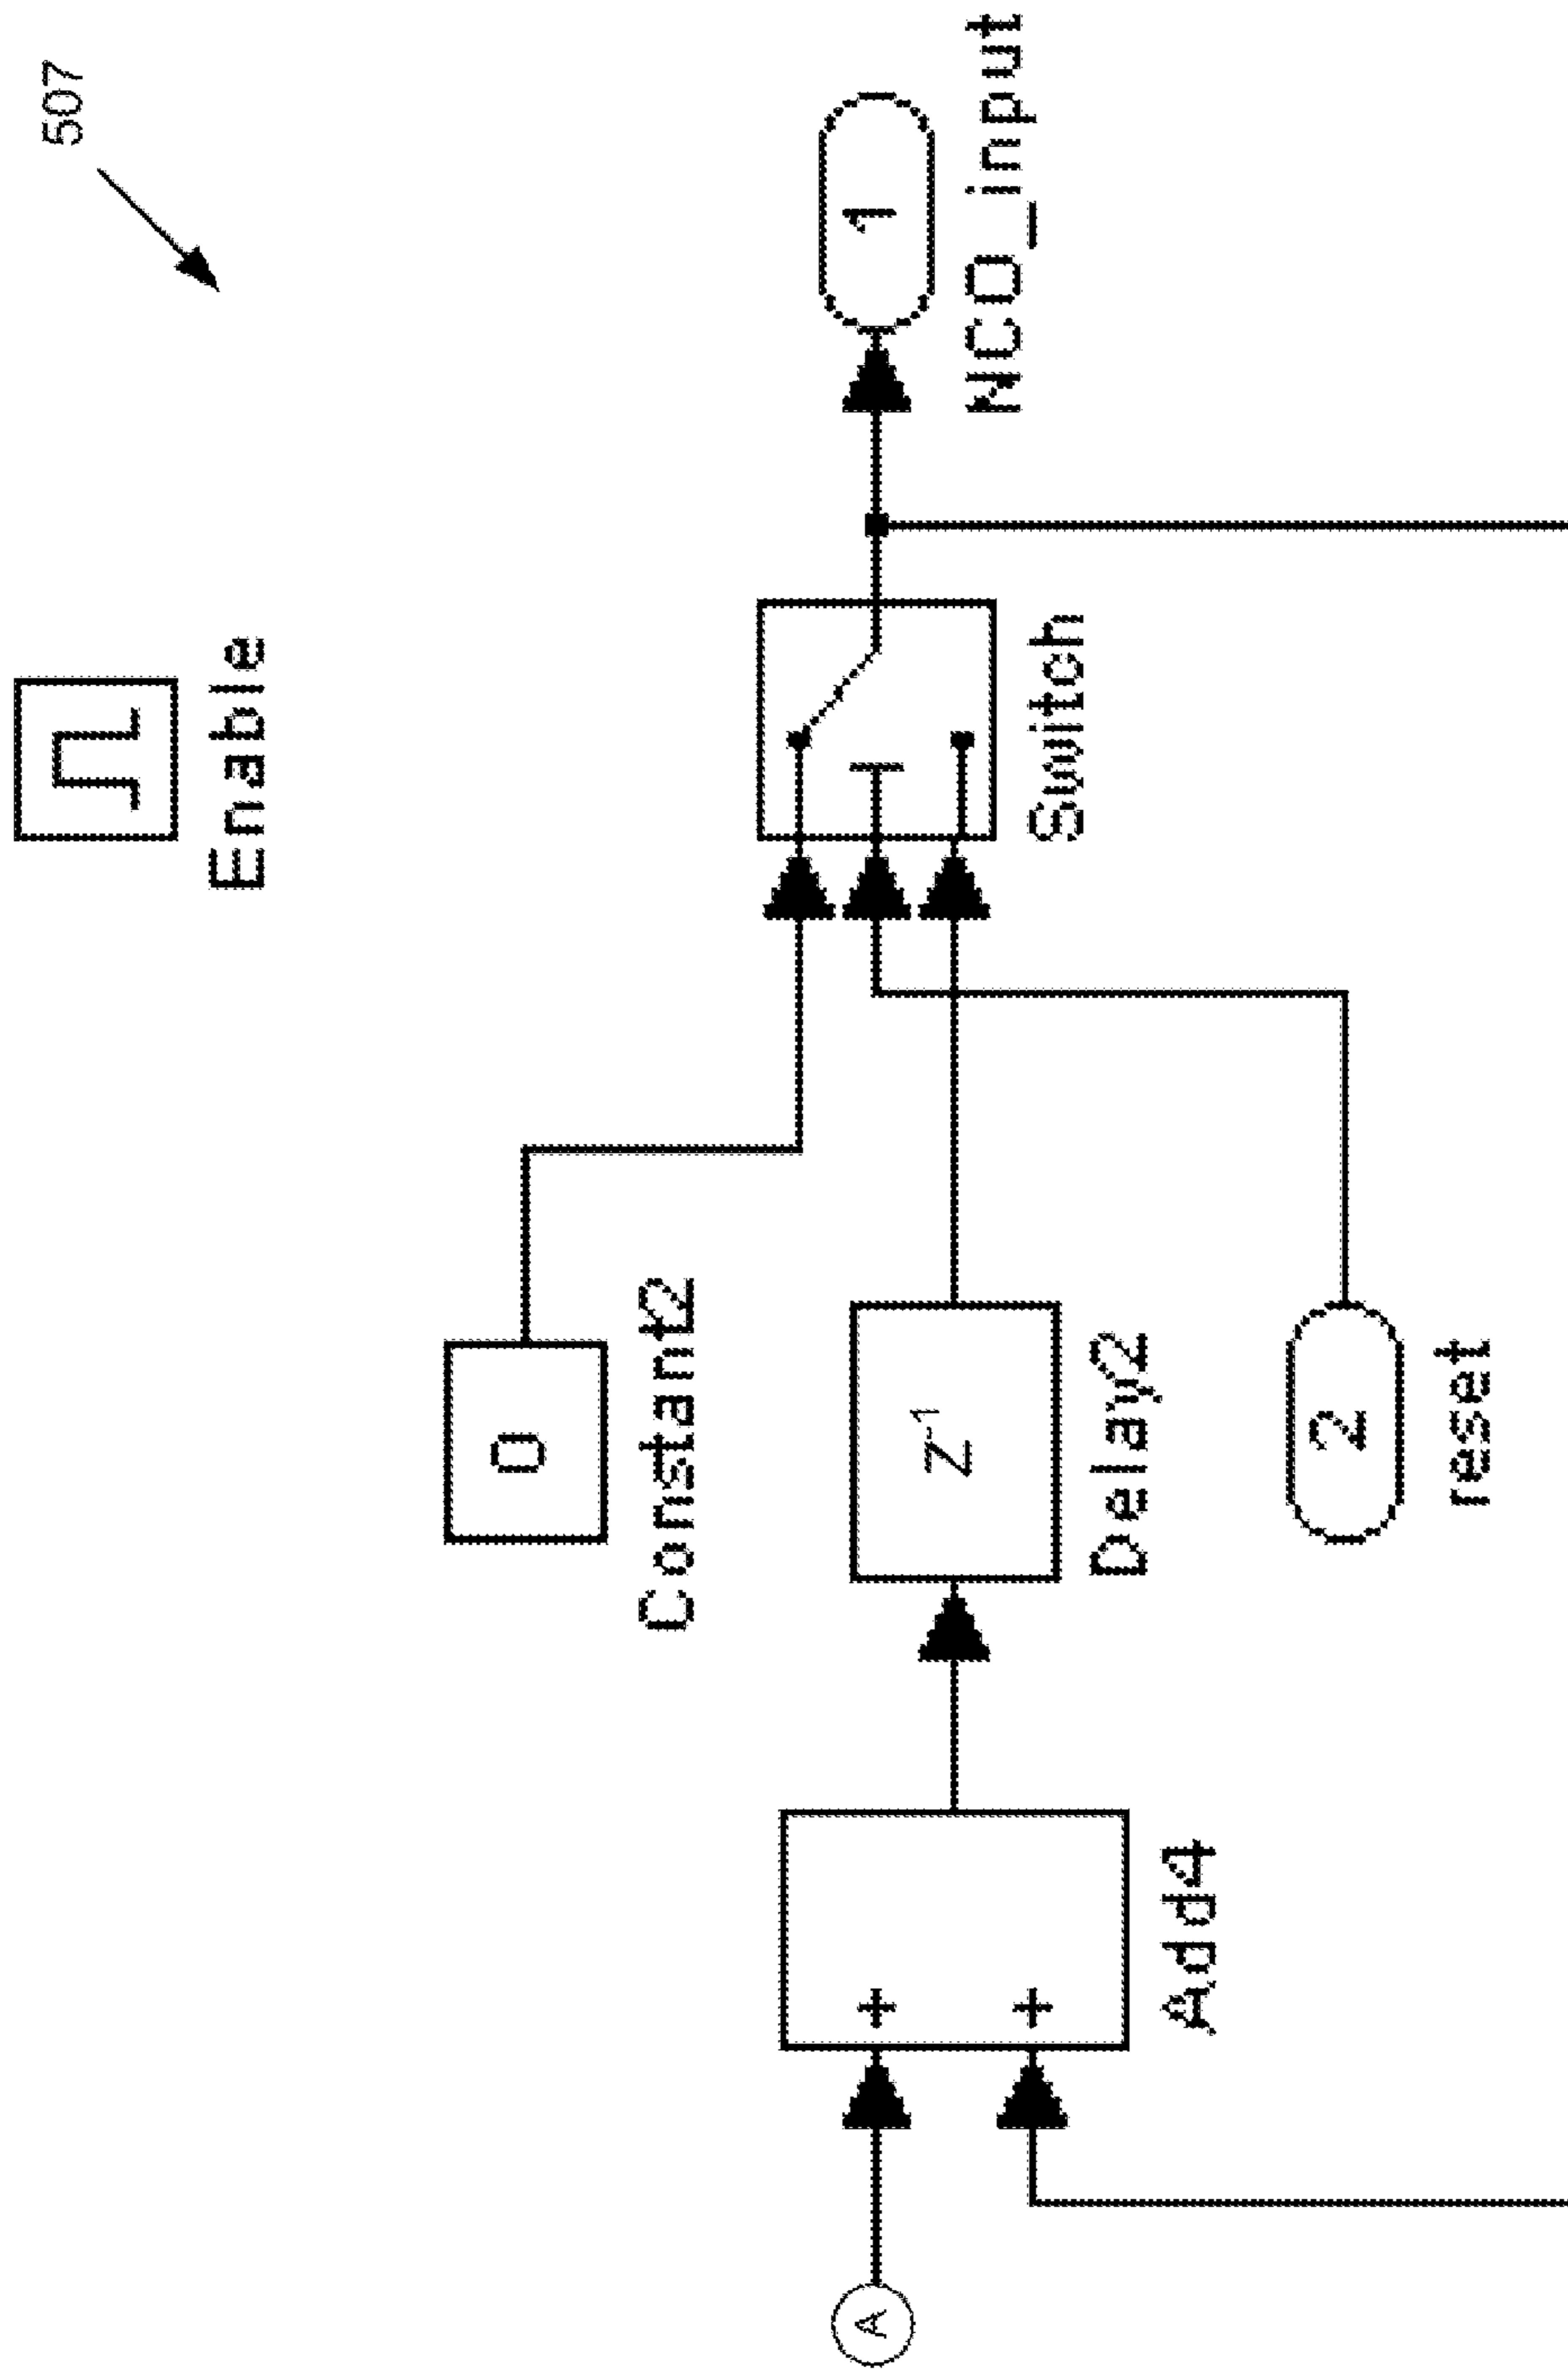 507
Enable
0
Constant2
1
NCO_input
Switch
A
+
+
Add4
Z-1
Delay2
2
reset